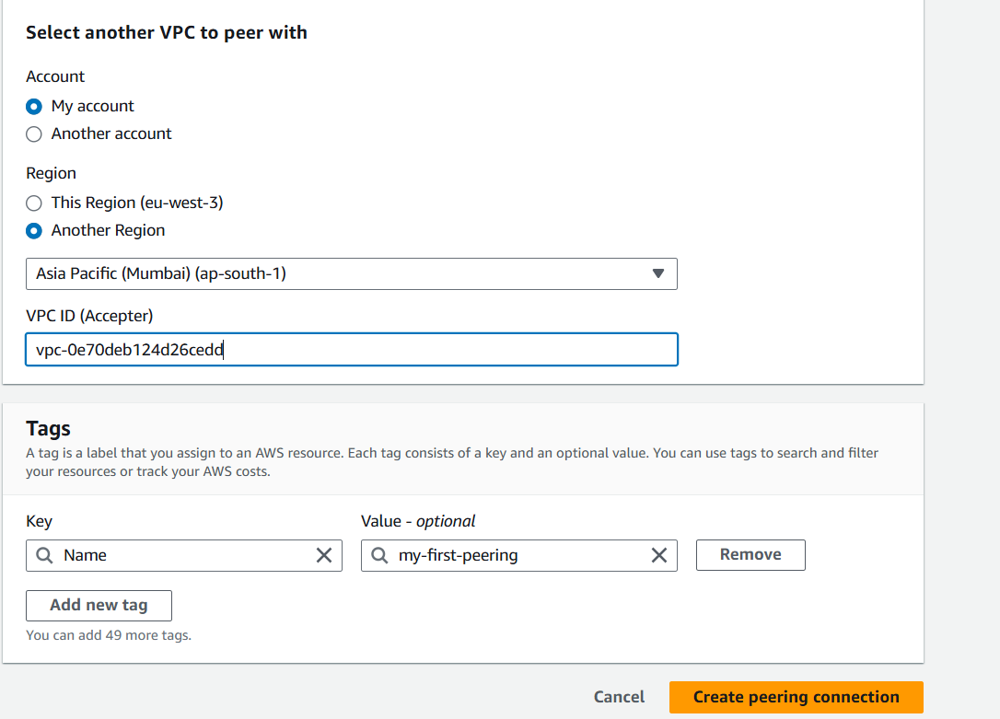 Select another VPC to peer with
Account
My account
Another account
Region
This Region (eu-west-3)
Another Region
Asia Pacific (Mumbai) (ap-south-1)
VPC ID (Accepter)
vpc-0e70deb124d26cedd
Tags
A tag is a label that you assign to an AWS resource. Each tag consists of a key and an optional value. You can use tags to search and filter
your resources or track your AWS costs.
Key
Value - optional
Name
my-first-peering
Remove
Add new tag
You can add 49 more tags.
Cancel
Create peering connection